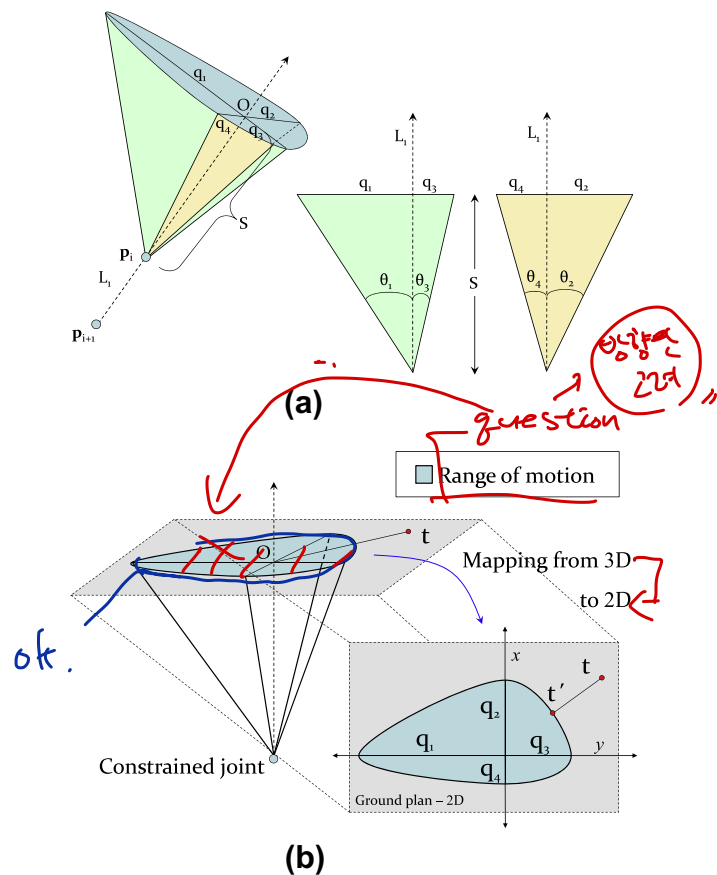 q₁
O
q₂
q₄
q₃
S
pᵢ
L₁
pᵢ₊₁
L₁
q₁ q₃
θ₁ θ₃
S
L₁
q₄ q₂
θ₄ θ₂
(a)
question
Range of motion
O
t
Mapping from 3D
to 2D
ok.
Constrained joint
x
t
t′
q₂
q₁
q₃
y
q₄
Ground plan – 2D
(b)